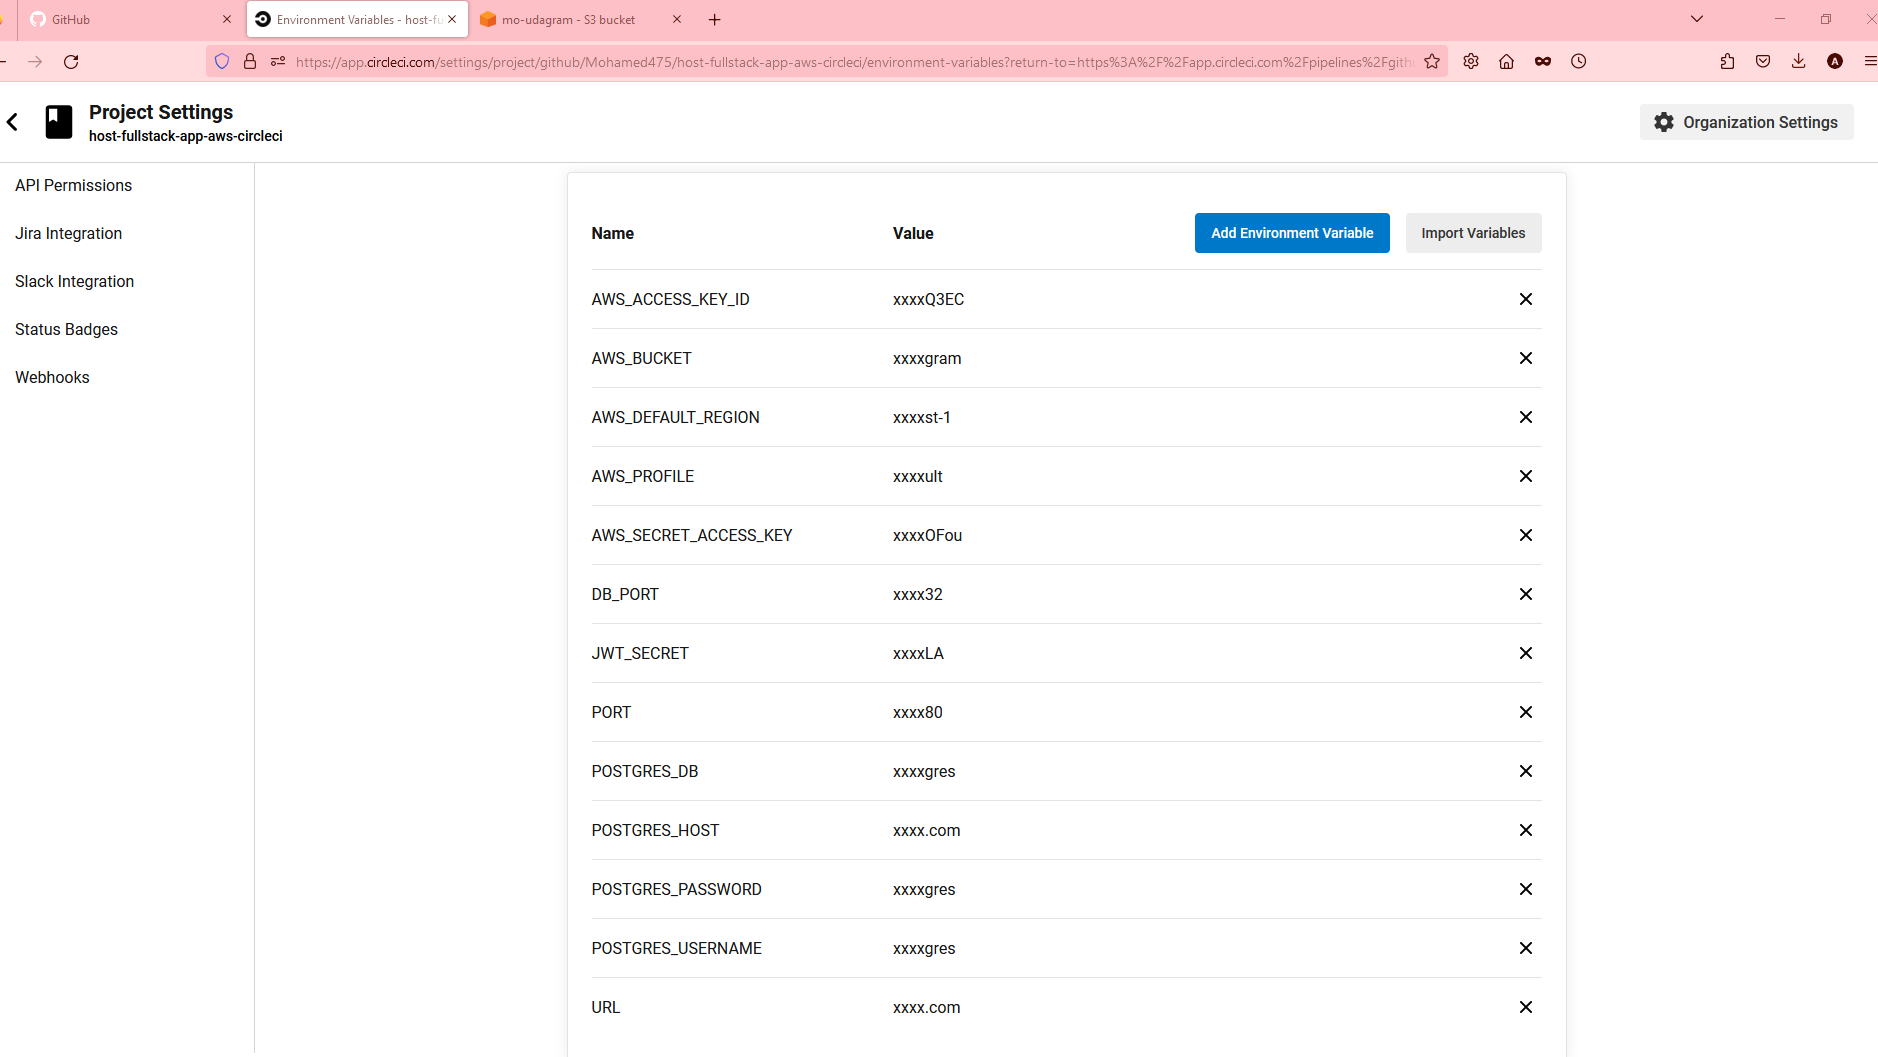 GitHub
Environment Variables - host-fu
mo-udagram - S3 bucket
https://app.circleci.com/settings/project/github/Mohamed475/host-fullstack-app-aws-circleci/environment-variables?return-to=https%3A%2F%2Fapp.circleci.com%2Fpipelines%2Fgith
A
Project Settings
host-fullstack-app-aws-circleci
Organization Settings
API Permissions
Jira Integration
Slack Integration
Status Badges
Webhooks
Name Value Add Environment Variable Import Variables
AWS_ACCESS_KEY_ID xxxxQ3EC
AWS_BUCKET xxxxgram
AWS_DEFAULT_REGION xxxxst-1
AWS_PROFILE xxxxult
AWS_SECRET_ACCESS_KEY xxxxOFou
DB_PORT xxxx32
JWT_SECRET xxxxLA
PORT xxxx80
POSTGRES_DB xxxxgres
POSTGRES_HOST xxxx.com
POSTGRES_PASSWORD xxxxgres
POSTGRES_USERNAME xxxxgres
URL xxxx.com